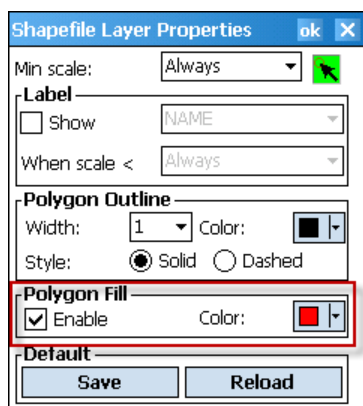 Shapefile Layer Properties ok X
Min scale: Always
Label
Show NAME
When scale < Always
Polygon Outline
Width: 1 Color:
Style: Solid Dashed
Polygon Fill
Enable Color:
Default
Save Reload